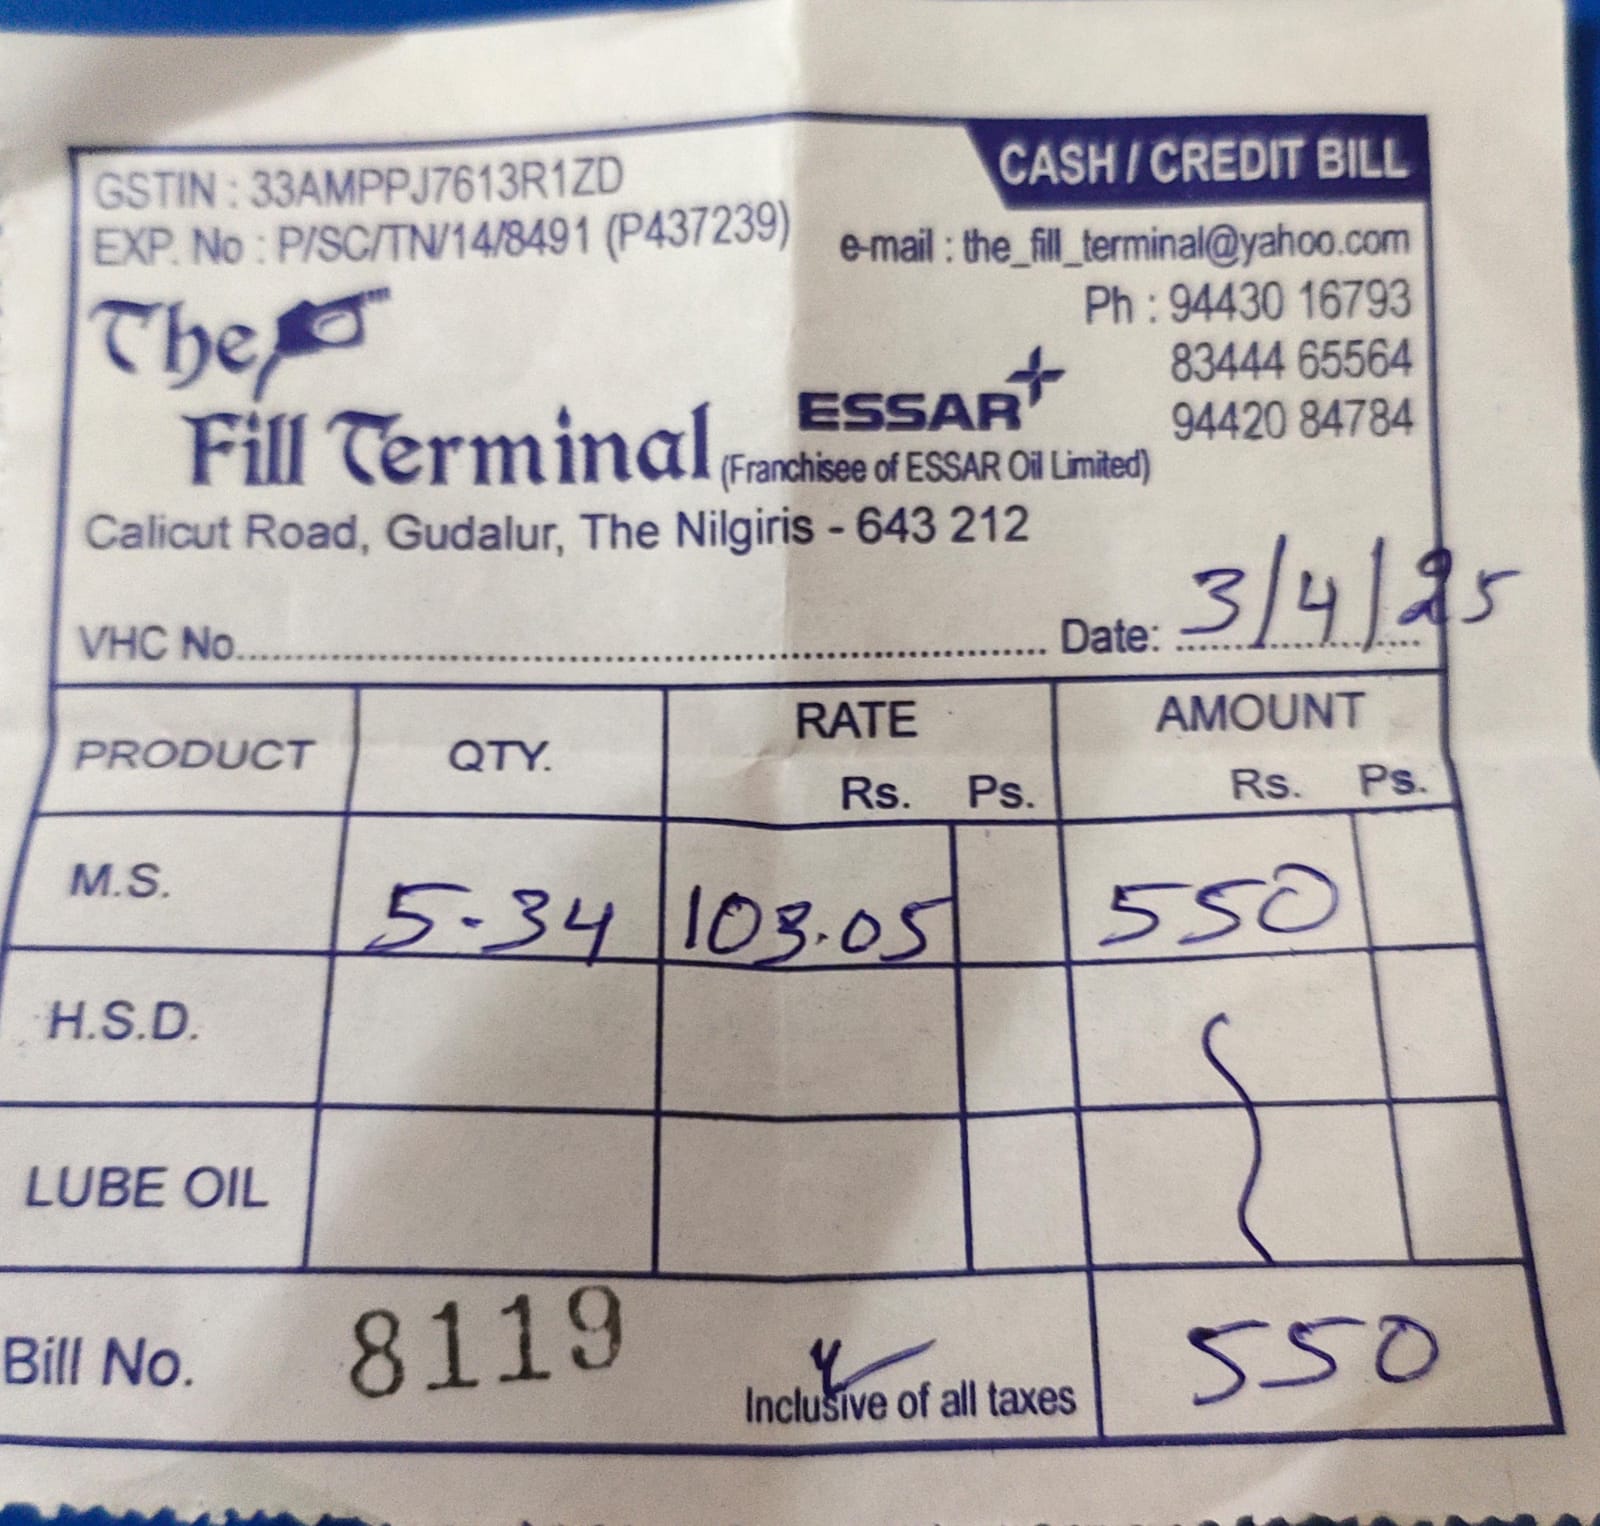 CASH / CREDIT BILL
GSTIN : 33AMPPJ7613R1ZD
EXP. No : P/SC/TN/14/8491 (P437239)
e-mail : the_fill_terminal@yahoo.com
Ph : 94430 16793
83444 65564
94420 84784
The
Fill Terminal
ESSAR
(Franchisee of ESSAR Oil Limited)
Calicut Road, Gudalur, The Nilgiris - 643 212
VHC No. Date: 3/4/25
PRODUCT QTY. RATE AMOUNT
Rs. Ps. Rs. Ps.
M.S. 5.34 103.05 550
H.S.D.
LUBE OIL
Bill No. 8119 Inclusive of all taxes 550